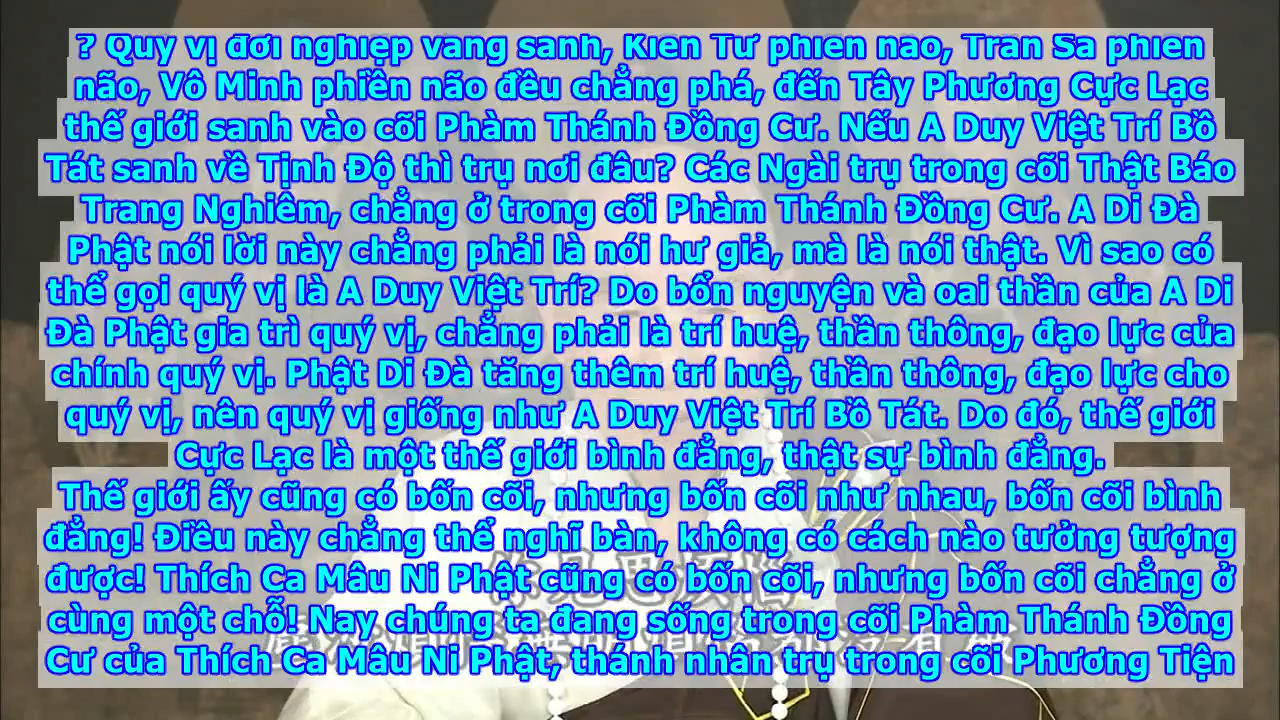 ? Quý vị đới nghiệp vãng sanh, Kiến Tư phiền não, Trần Sa phiền
não, Vô Minh phiền não đều chẳng phá, đến Tây Phương Cực Lạc
thế giới sanh vào cõi Phàm Thánh Đồng Cư. Nếu A Duy Việt Trí Bồ
Tát sanh về Tịnh Độ thì trụ nơi đâu? Các Ngài trụ trong cõi Thật Báo
Trang Nghiêm, chẳng ở trong cõi Phàm Thánh Đồng Cư. A Di Đà
Phật nói lời này chẳng phải là nói hư giả, mà là nói thật. Vì sao có
thể gọi quý vị là A Duy Việt Trí? Do bổn nguyện và oai thần của A Di
Đà Phật gia trì quý vị, chẳng phải là trí huệ, thần thông, đạo lực của
chính quý vị. Phật Di Đà tăng thêm trí huệ, thần thông, đạo lực cho
quý vị, nên quý vị giống như A Duy Việt Trí Bồ Tát. Do đó, thế giới
Cực Lạc là một thế giới bình đẳng, thật sự bình đẳng.
Thế giới ấy cũng có bốn cõi, nhưng bốn cõi như nhau, bốn cõi bình
đẳng! Điều này chẳng thể nghĩ bàn, không có cách nào tưởng tượng
được! Thích Ca Mâu Ni Phật cũng có bốn cõi, nhưng bốn cõi chẳng ở
cùng một chỗ! Nay chúng ta đang sống trong cõi Phàm Thánh Đồng
Cư của Thích Ca Mâu Ni Phật, thánh nhân trụ trong cõi Phương Tiện